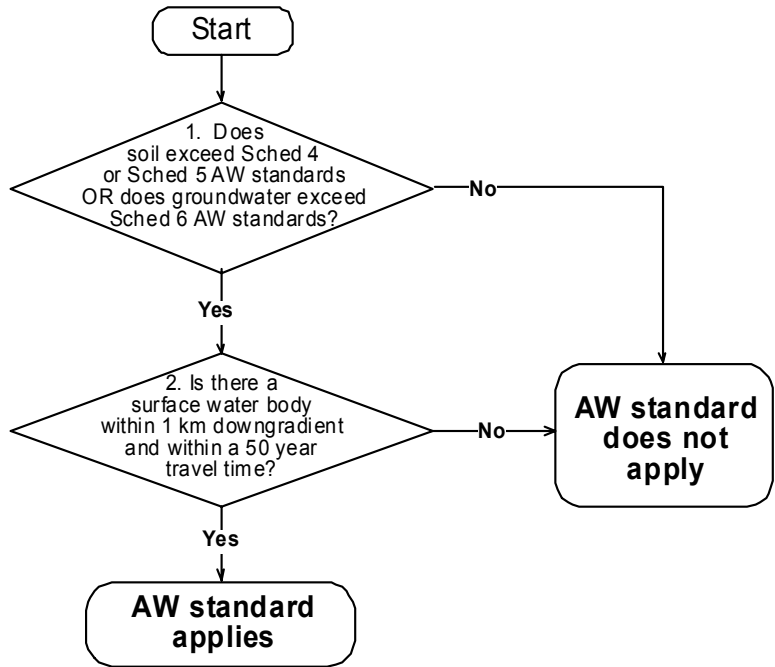 Start
1. Does
soil exceed Sched 4
or Sched 5 AW standards
OR does groundwater exceed
Sched 6 AW standards?
No
Yes
2. Is there a
surface water body
within 1 km downgradient
and within a 50 year
travel time?
No
AW standard
does not
apply
Yes
AW standard
applies